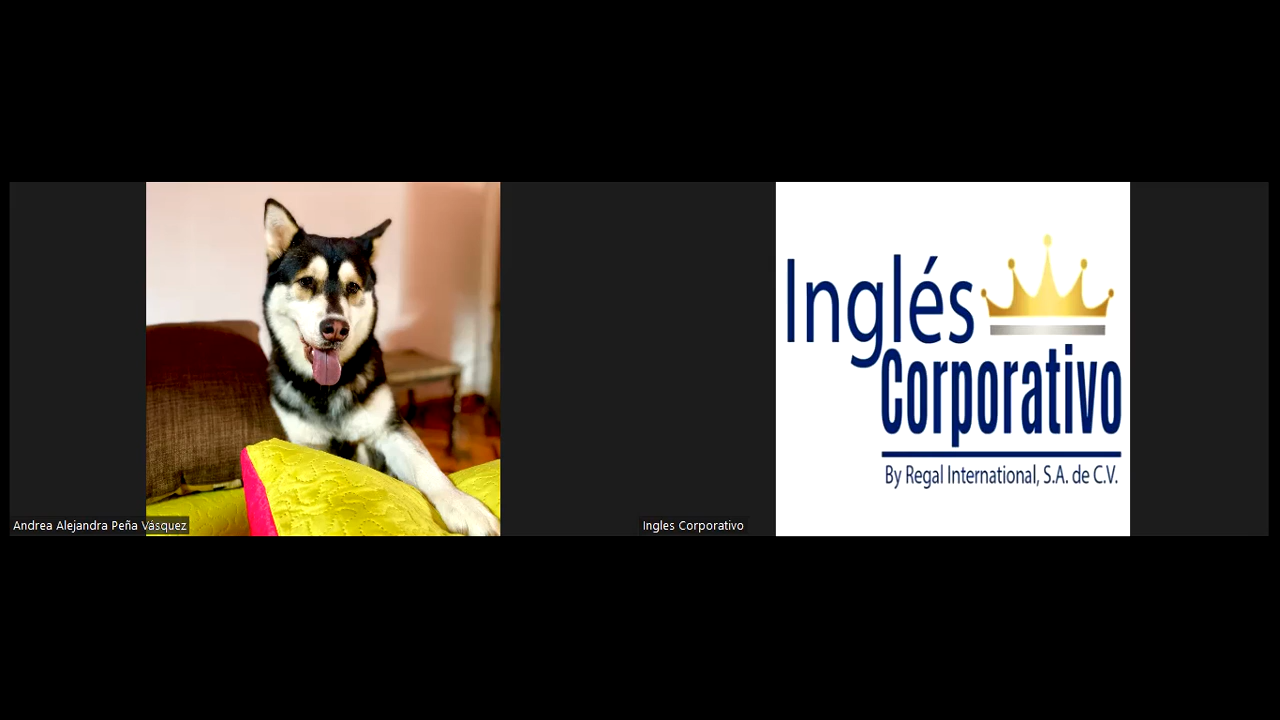 Inglés
Corporativo
By Regal International, S.A. de C.V.
Andrea Alejandra Peña Vásquez
Ingles Corporativo